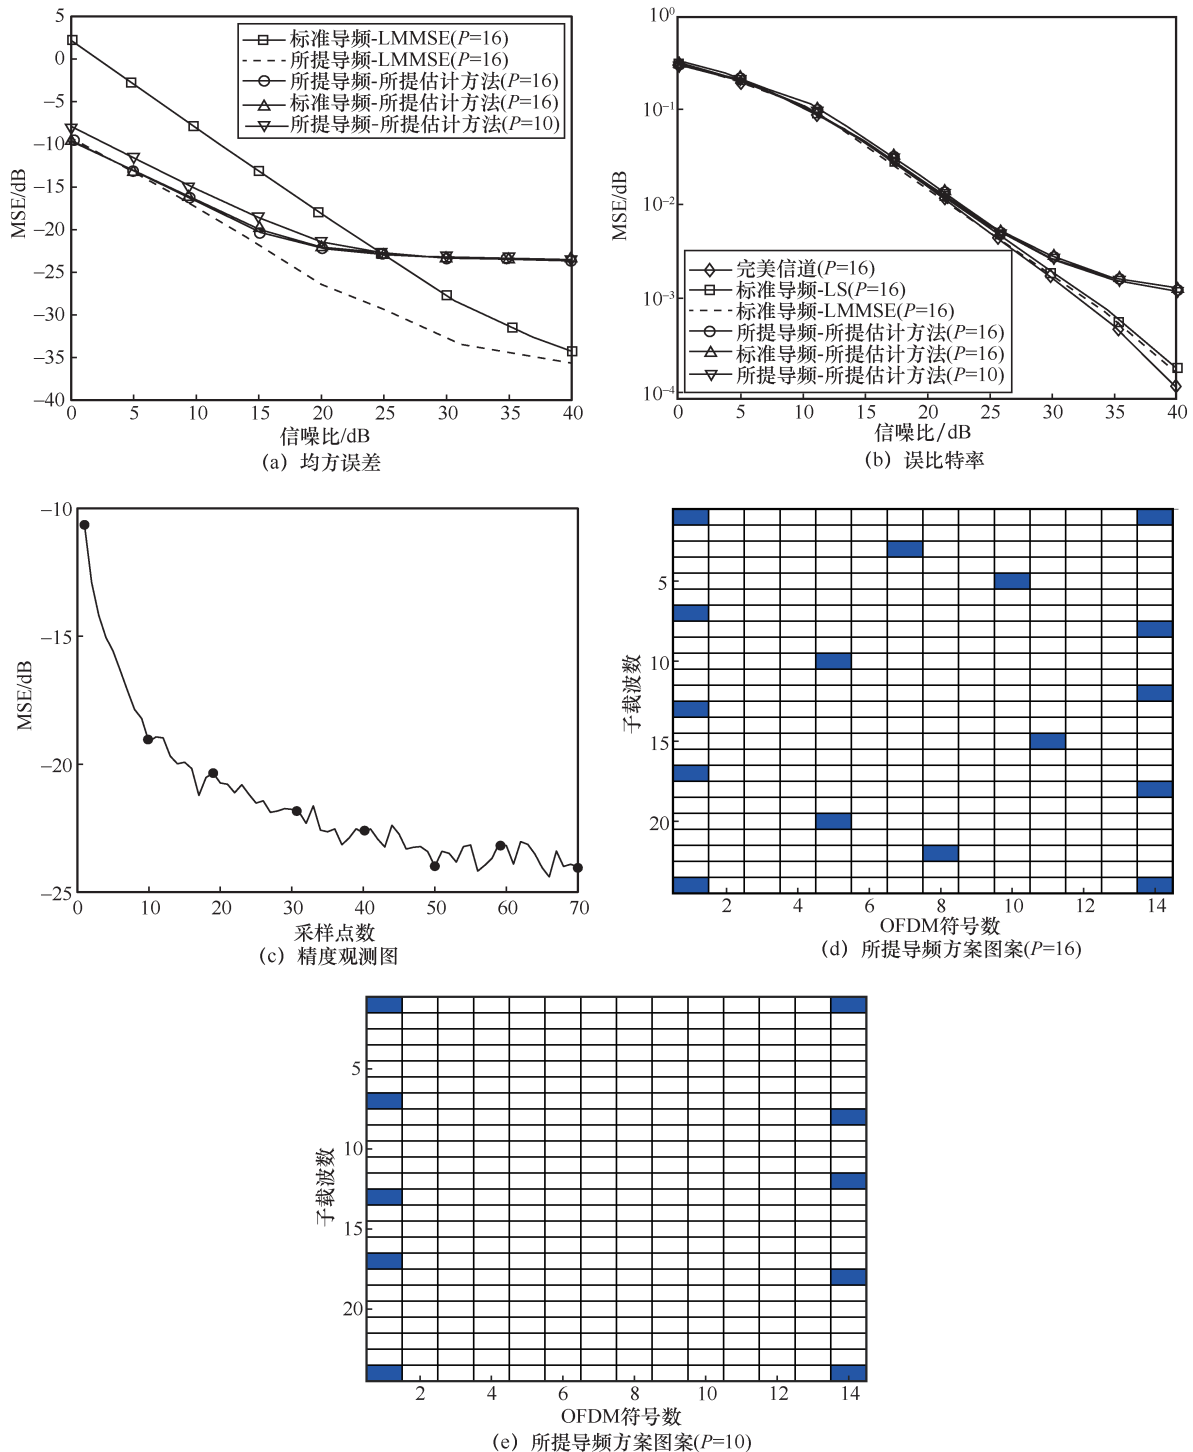 5
0
−5
−10
−15
−20
−25
−30
−35
−40
MSE/dB
标准导频-LMMSE(P=16)
所提导频-LMMSE(P=16)
所提导频-所提估计方法(P=16)
标准导频-所提估计方法(P=16)
所提导频-所提估计方法(P=10)
0 5 10 15 20 25 30 35 40
信噪比/dB
(a) 均方误差
10⁰
10⁻¹
10⁻²
10⁻³
10⁻⁴
MSE/dB
完美信道(P=16)
标准导频-LS(P=16)
标准导频-LMMSE(P=16)
所提导频-所提估计方法(P=16)
标准导频-所提估计方法(P=16)
所提导频-所提估计方法(P=10)
0 5 10 15 20 25 30 35 40
信噪比/dB
(b) 误比特率
−10
−15
−20
−25
MSE/dB
0 10 20 30 40 50 60 70
采样点数
(c) 精度观测图
5
10
15
20
子载波数
2 4 6 8 10 12 14
OFDM符号数
(d) 所提导频方案图案(P=16)
5
10
15
20
子载波数
2 4 6 8 10 12 14
OFDM符号数
(e) 所提导频方案图案(P=10)